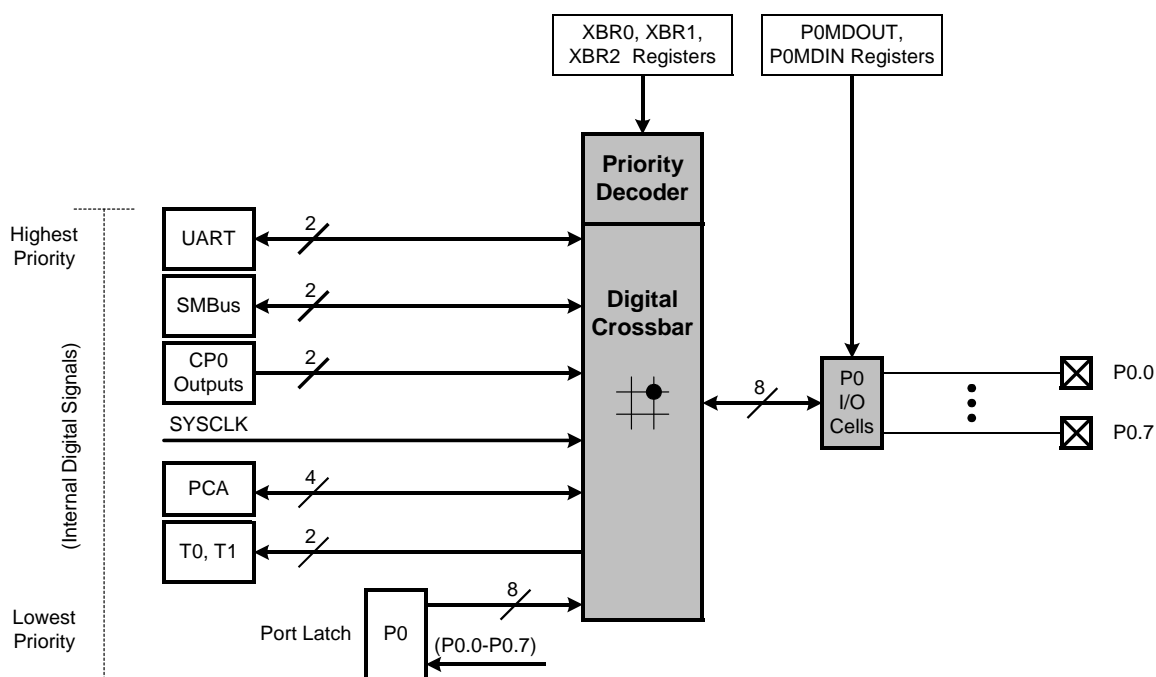 XBR0, XBR1,
XBR2 Registers
P0MDOUT,
P0MDIN Registers
Priority
Decoder
Highest
Priority
UART
2
SMBus
2
Digital
Crossbar
CP0
Outputs
2
P0
I/O
Cells
8
P0.0
P0.7
SYSCLK
(Internal Digital Signals)
PCA
4
T0, T1
2
Lowest
Priority
Port Latch
P0
8
(P0.0-P0.7)